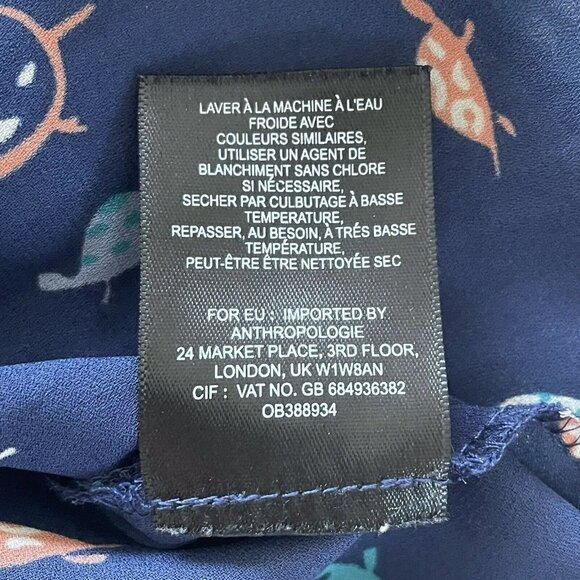 LAVER À LA MACHINE À L'EAU
FROIDE AVEC
COULEURS SIMILAIRES,
UTILISER UN AGENT DE
BLANCHIMENT SANS CHLORE
SI NÉCESSAIRE,
SECHER PAR CULBUTAGE À BASSE
TEMPERATURE,
REPASSER, AU BESOIN, À TRÉS BASSE
TEMPÉRATURE,
PEUT-ÊTRE ÊTRE NETTOYÉE SEC
FOR EU : IMPORTED BY
ANTHROPOLOGIE
24 MARKET PLACE, 3RD FLOOR,
LONDON, UK W1W8AN
CIF : VAT NO. GB 684936382
OB388934